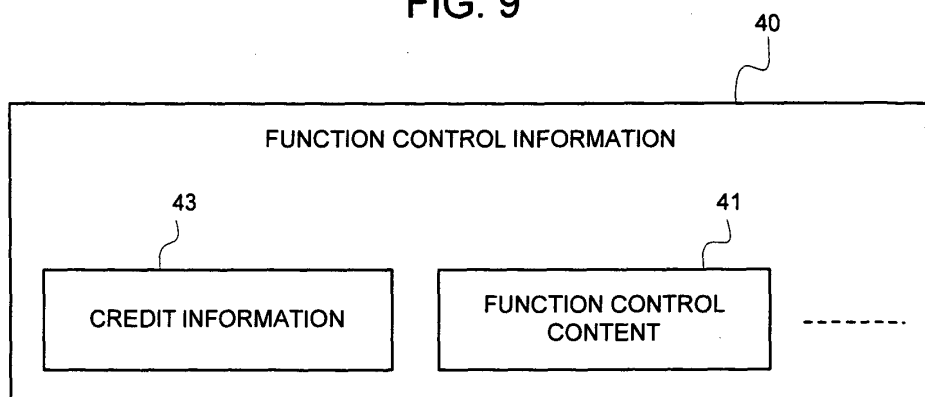 FIG. 9
40
FUNCTION CONTROL INFORMATION
43
41
CREDIT INFORMATION
FUNCTION CONTROL
CONTENT